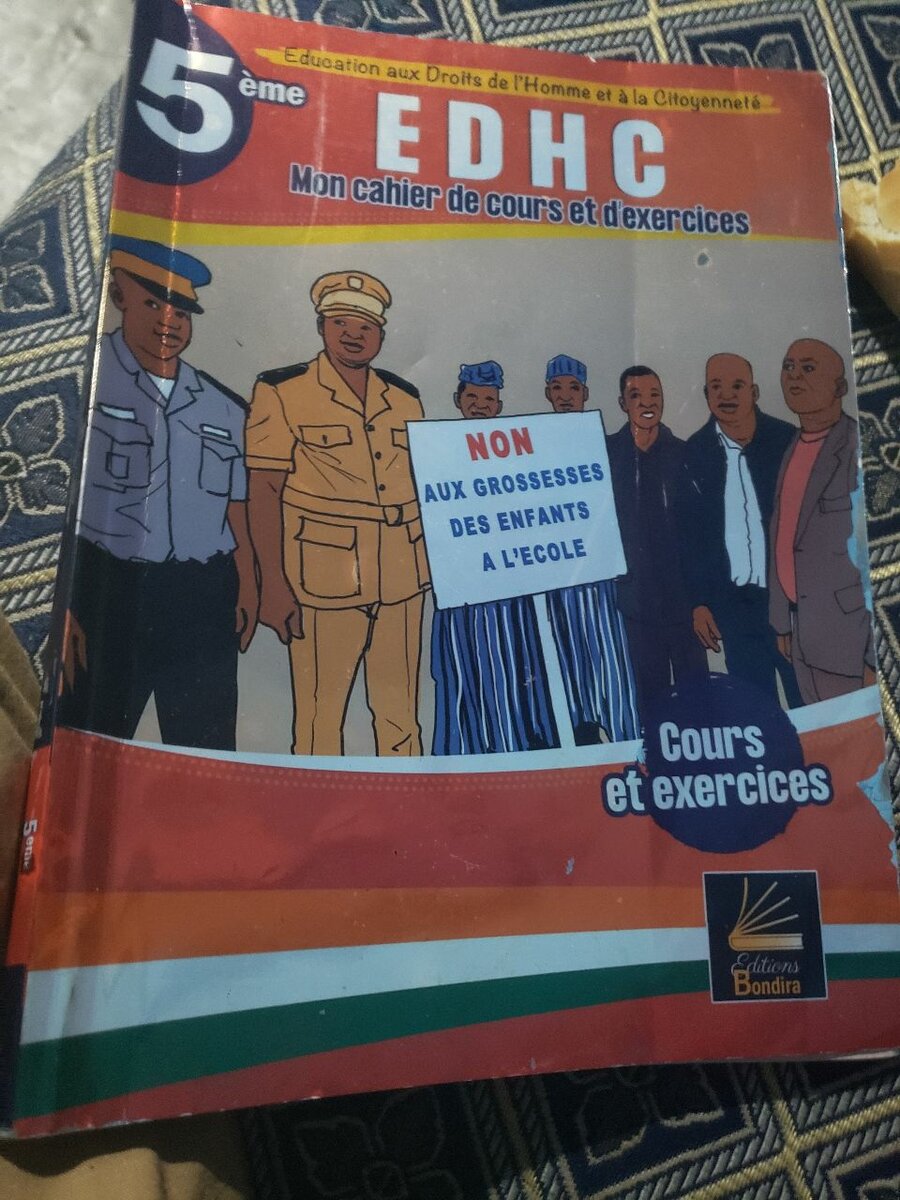 5ème
Education aux Droits de l'Homme et à la Citoyenneté
EDHC
Mon cahier de cours et d'exercices
NON
AUX GROSSESSES
DES ENFANTS
A L'ECOLE
Cours
et exercices
5eme
Editions
Bondira